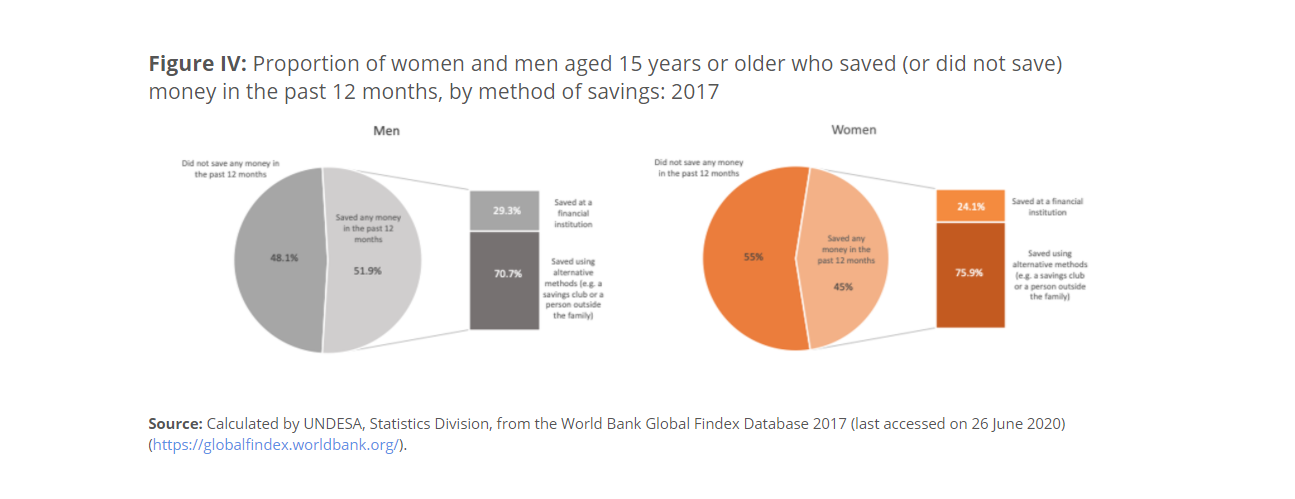 Figure IV: Proportion of women and men aged 15 years or older who saved (or did not save)
money in the past 12 months, by method of savings: 2017
Men
Did not save any money in
the past 12 months
48.1%
Saved any money
in the past 12
months
51.9%
29.3%
Saved at a
financial
institution
70.7%
Saved using
alternative
methods (e.g. a
savings club or a
person outside
the family)
Women
Did not save any money
in the past 12 months
55%
Saved any
money in the
past 12 months
45%
24.1%
Saved at a financial
institution
75.9%
Saved using
alternative methods
(e.g. a savings club
or a person outside
the family)
Source: Calculated by UNDESA, Statistics Division, from the World Bank Global Findex Database 2017 (last accessed on 26 June 2020)
(https://globalfindex.worldbank.org/).